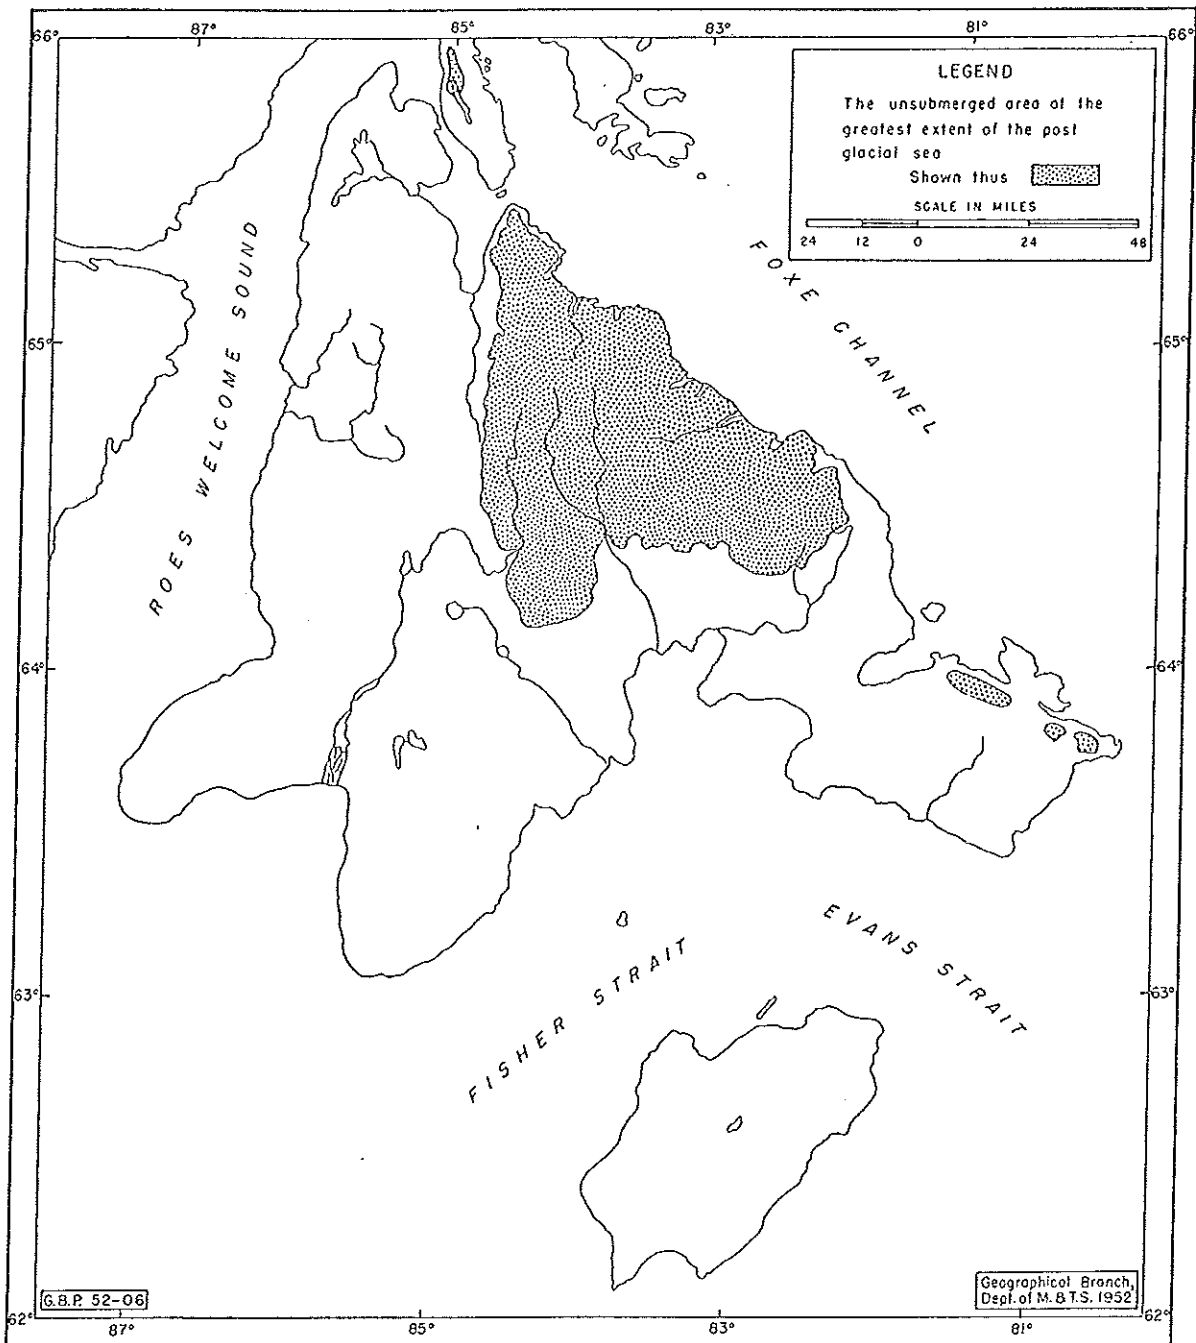 87° 85° 83° 81°
66° 66°
LEGEND
The unsubmerged area at the
greatest extent of the post
glacial sea
Shown thus
SCALE IN MILES
24 12 0 24 48
ROES WELCOME SOUND
FOXE CHANNEL
65° 65°
64° 64°
EVANS STRAIT
FISHER STRAIT
63° 63°
G.B.P. 52-06
Geographical Branch,
Dept. of M. & T.S. 1952
62° 62°
87° 85° 83° 81°